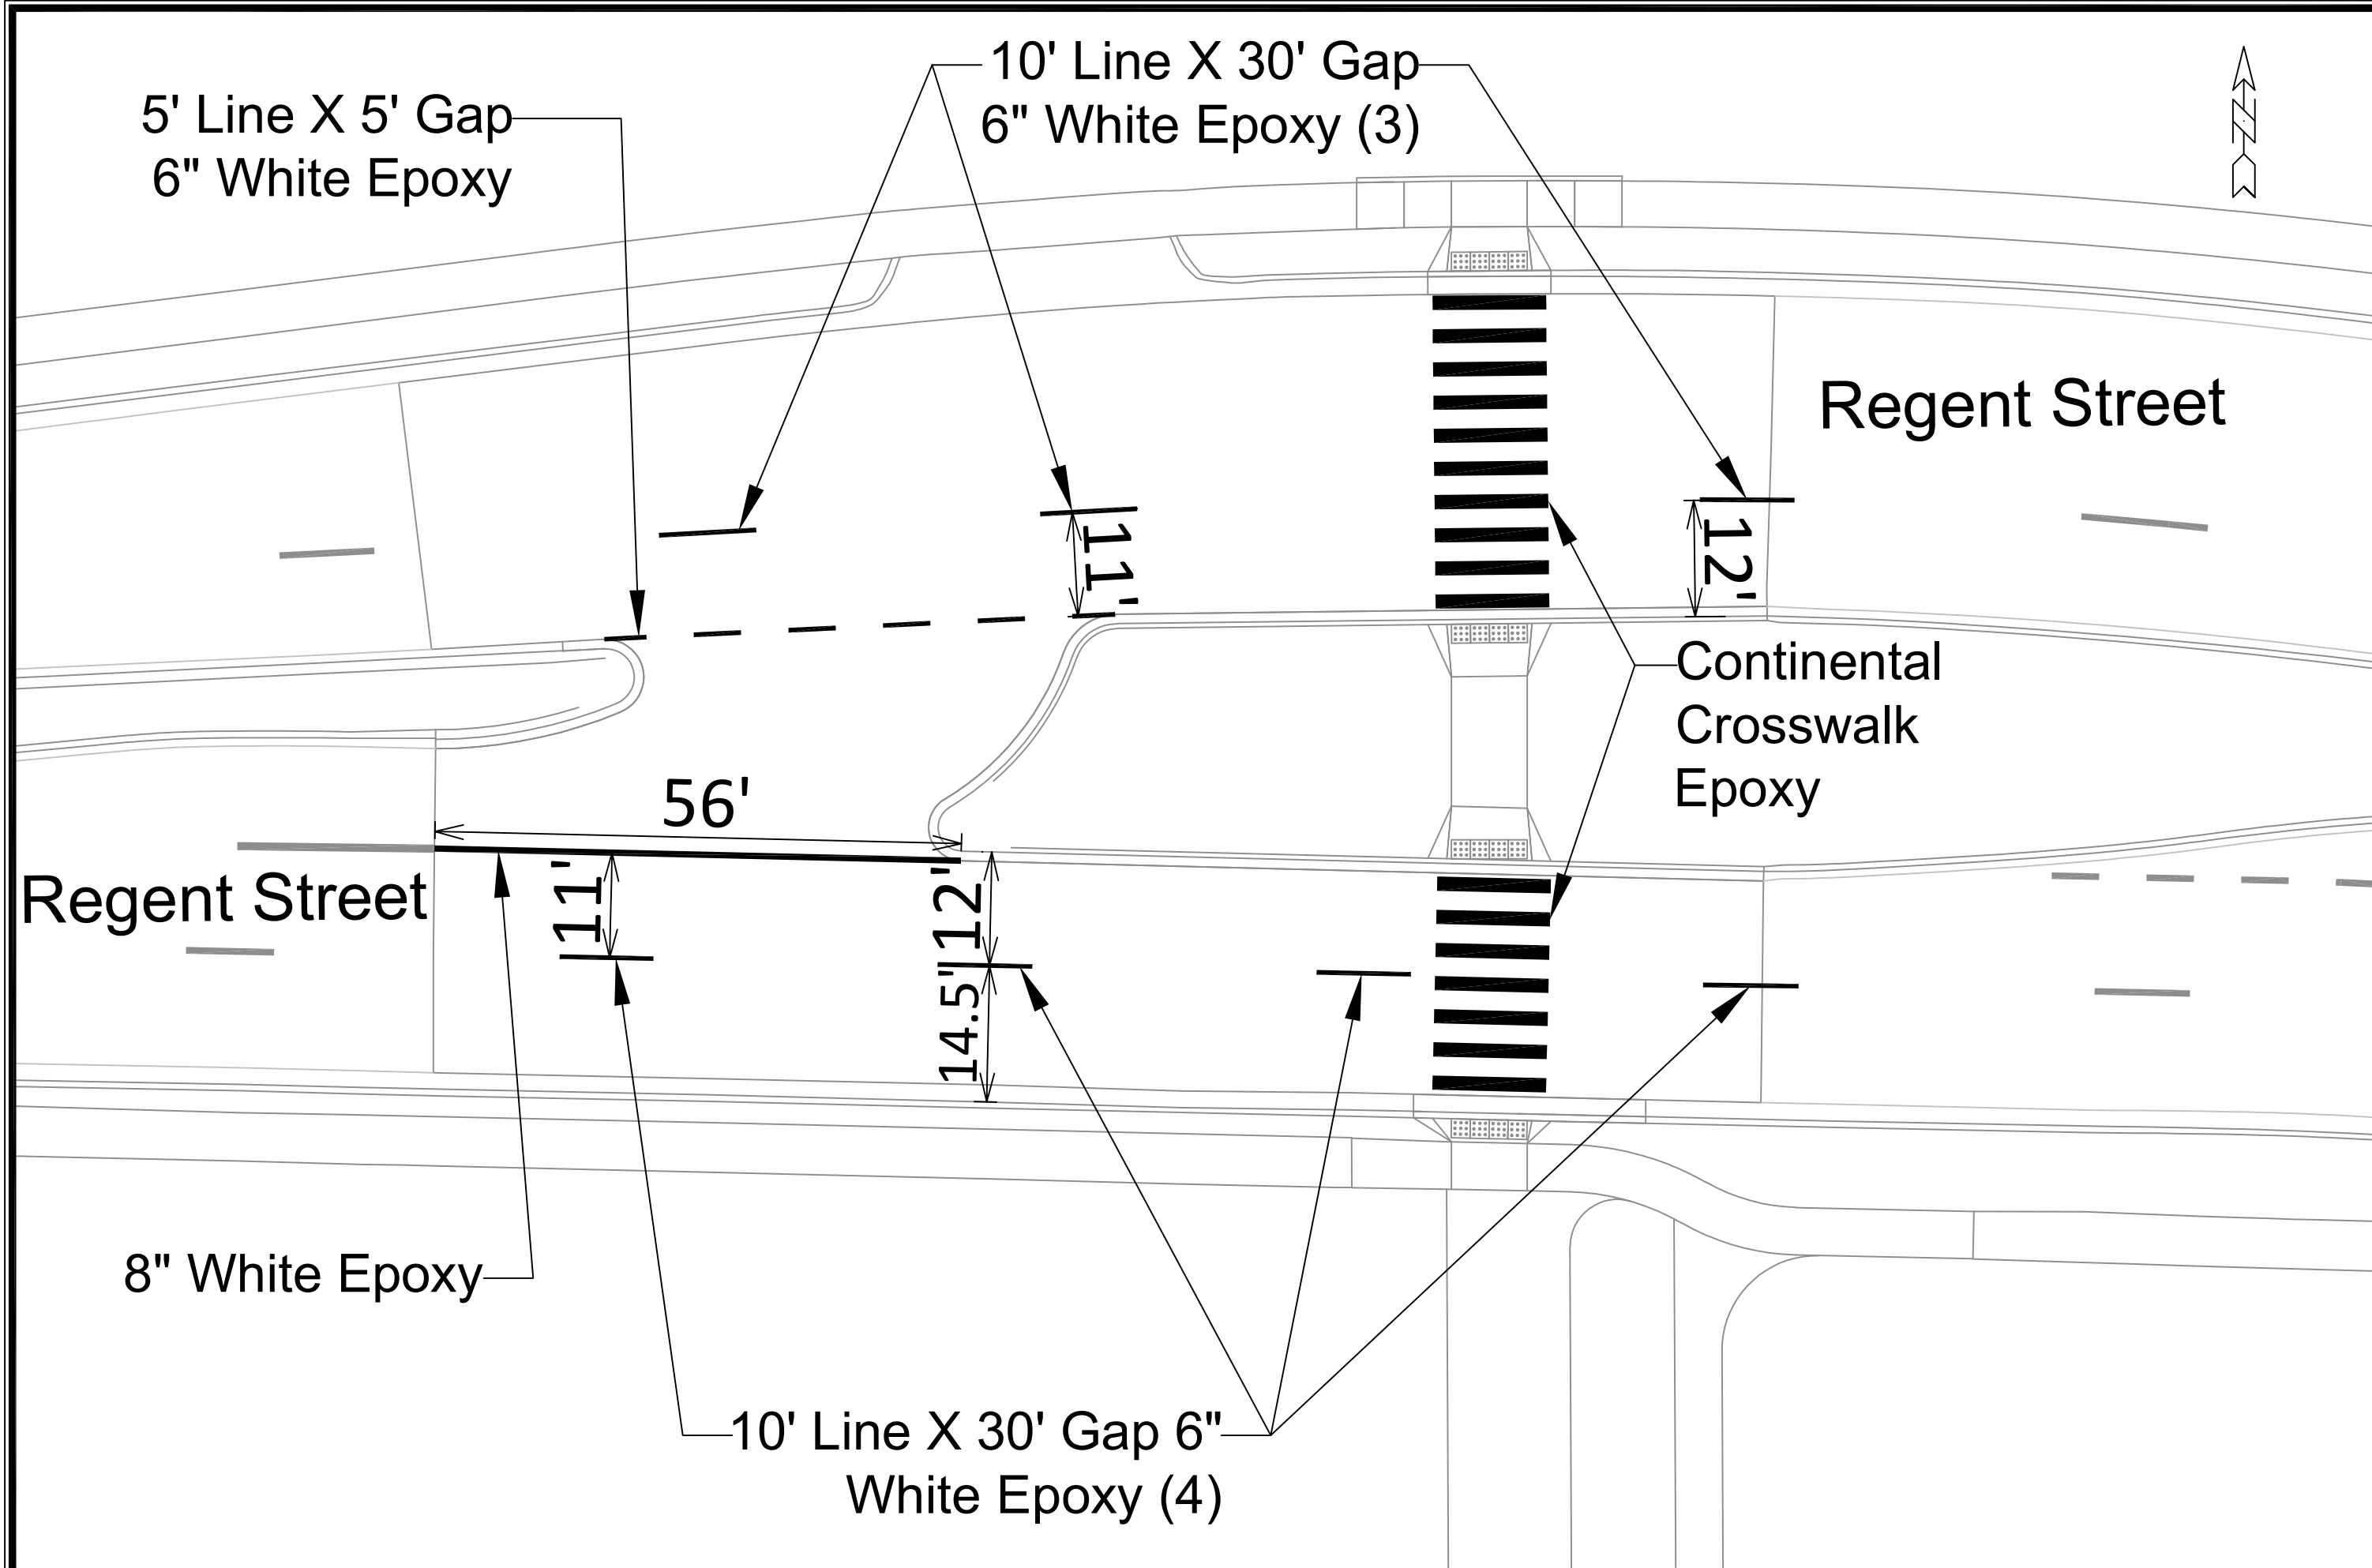 10' Line X 30' Gap
6" White Epoxy (3)
5' Line X 5' Gap
6" White Epoxy
N
Regent Street
11'
12'
Continental
Crosswalk
Epoxy
56'
Regent Street
11'
12'
14.5'
8" White Epoxy
10' Line X 30' Gap 6"
White Epoxy (4)